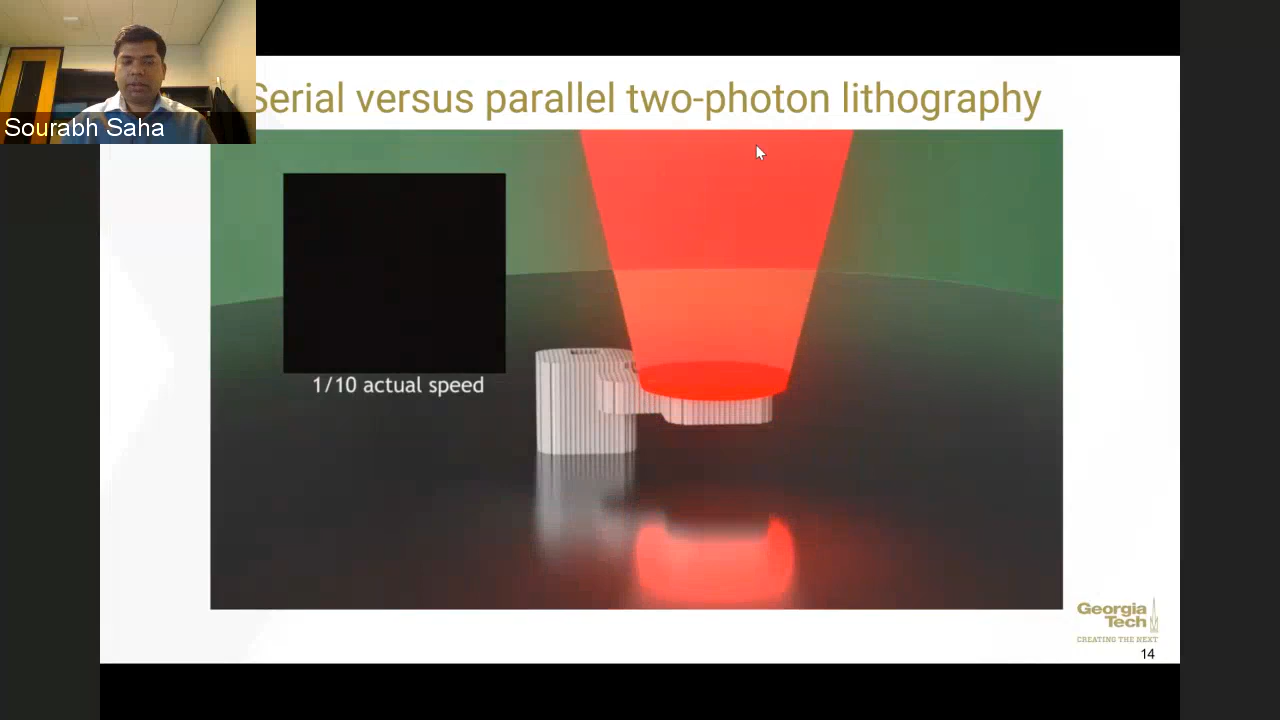 Serial versus parallel two-photon lithography
Sourabh Saha
1/10 actual speed
Georgia
Tech
CREATING THE NEXT
14